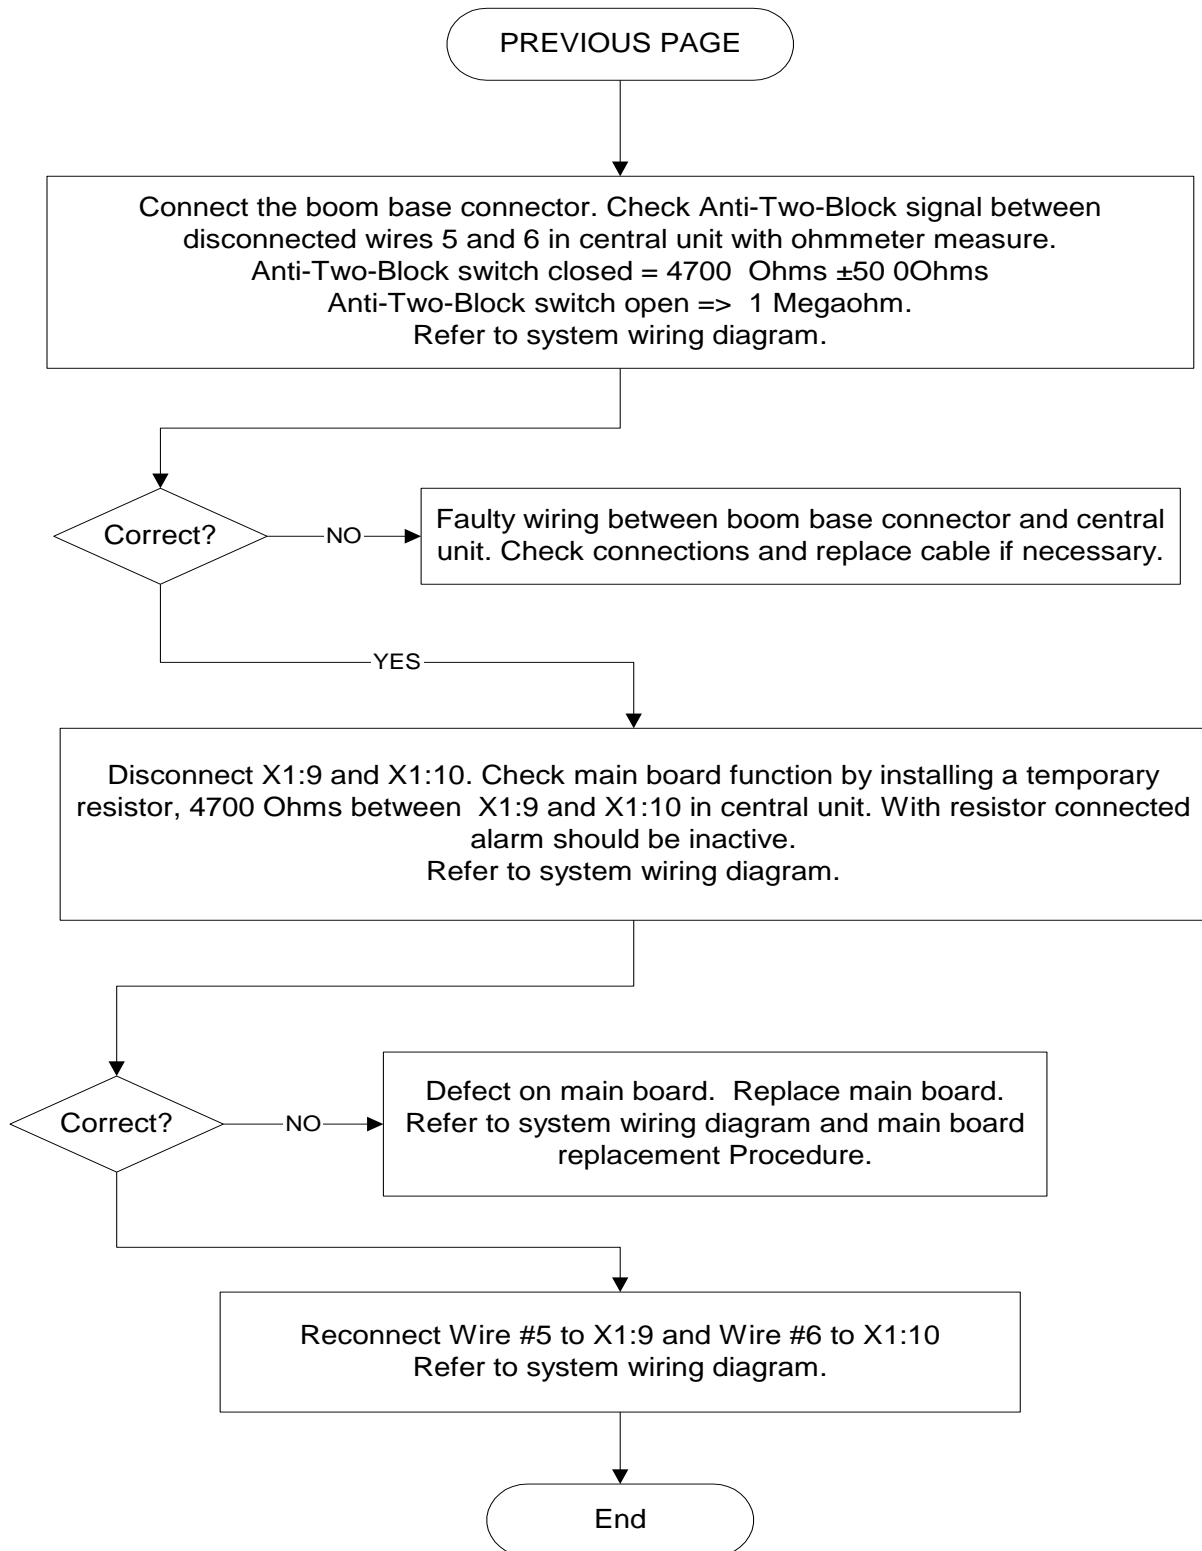 PREVIOUS PAGE
Connect the boom base connector. Check Anti-Two-Block signal between
disconnected wires 5 and 6 in central unit with ohmmeter measure.
Anti-Two-Block switch closed = 4700 Ohms ±50 0Ohms
Anti-Two-Block switch open => 1 Megaohm.
Refer to system wiring diagram.
Correct?
NO
Faulty wiring between boom base connector and central
unit. Check connections and replace cable if necessary.
YES
Disconnect X1:9 and X1:10. Check main board function by installing a temporary
resistor, 4700 Ohms between X1:9 and X1:10 in central unit. With resistor connected
alarm should be inactive.
Refer to system wiring diagram.
Correct?
NO
Defect on main board. Replace main board.
Refer to system wiring diagram and main board
replacement Procedure.
Reconnect Wire #5 to X1:9 and Wire #6 to X1:10
Refer to system wiring diagram.
End